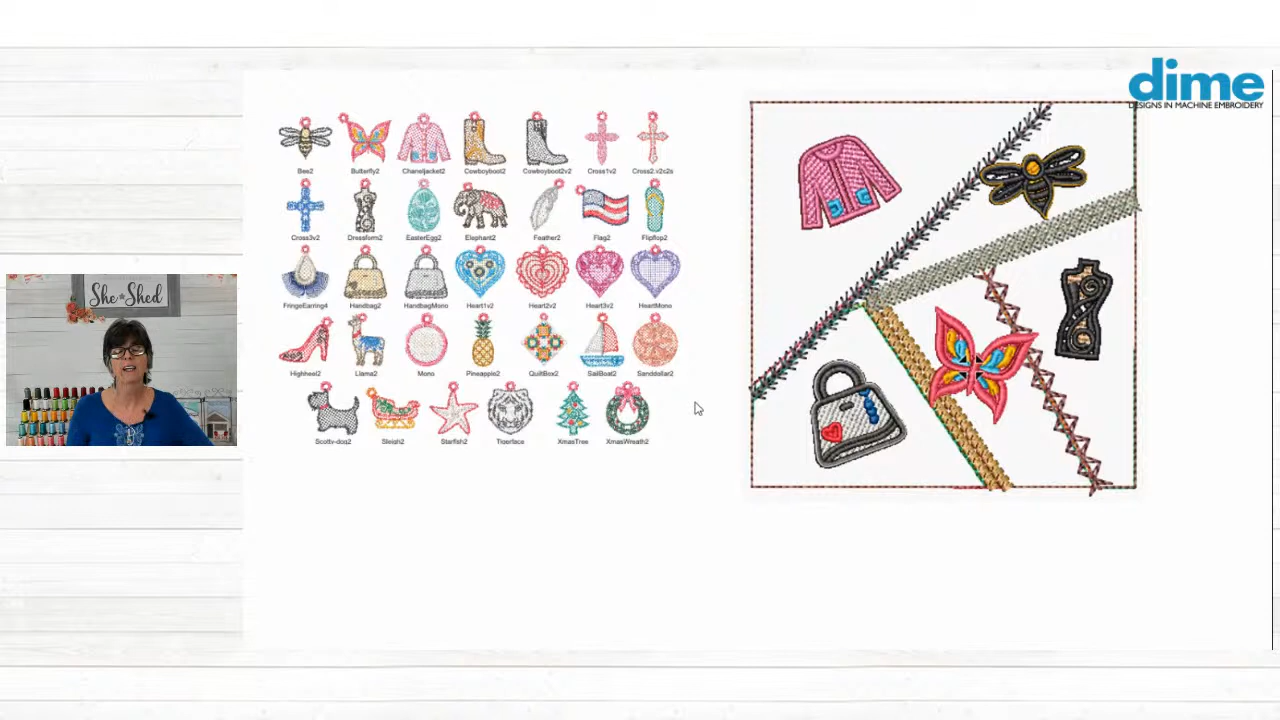 dime
DESIGNS IN MACHINE EMBROIDERY
Bee2 Butterfly2 Chaneljacket2 Cowboyboot2 Cowboyboot2v2 Cross1v2 Cross2.v2c2s
Cross3v2 Dressform2 EasterEgg2 Elephant2 Feather2 Flag2 Flipflop2
FringeEarring4 Handbag2 HandbagMono Heart1v2 Heart2v2 Heart3v2 HeartMono
Highheel2 Llama2 Mono Pineapple2 QuiltBox2 SailBoat2 Sanddollar2
Scotty-dog2 Sleigh2 Starfish2 Tigerface XmasTree XmasWreath2
She Shed